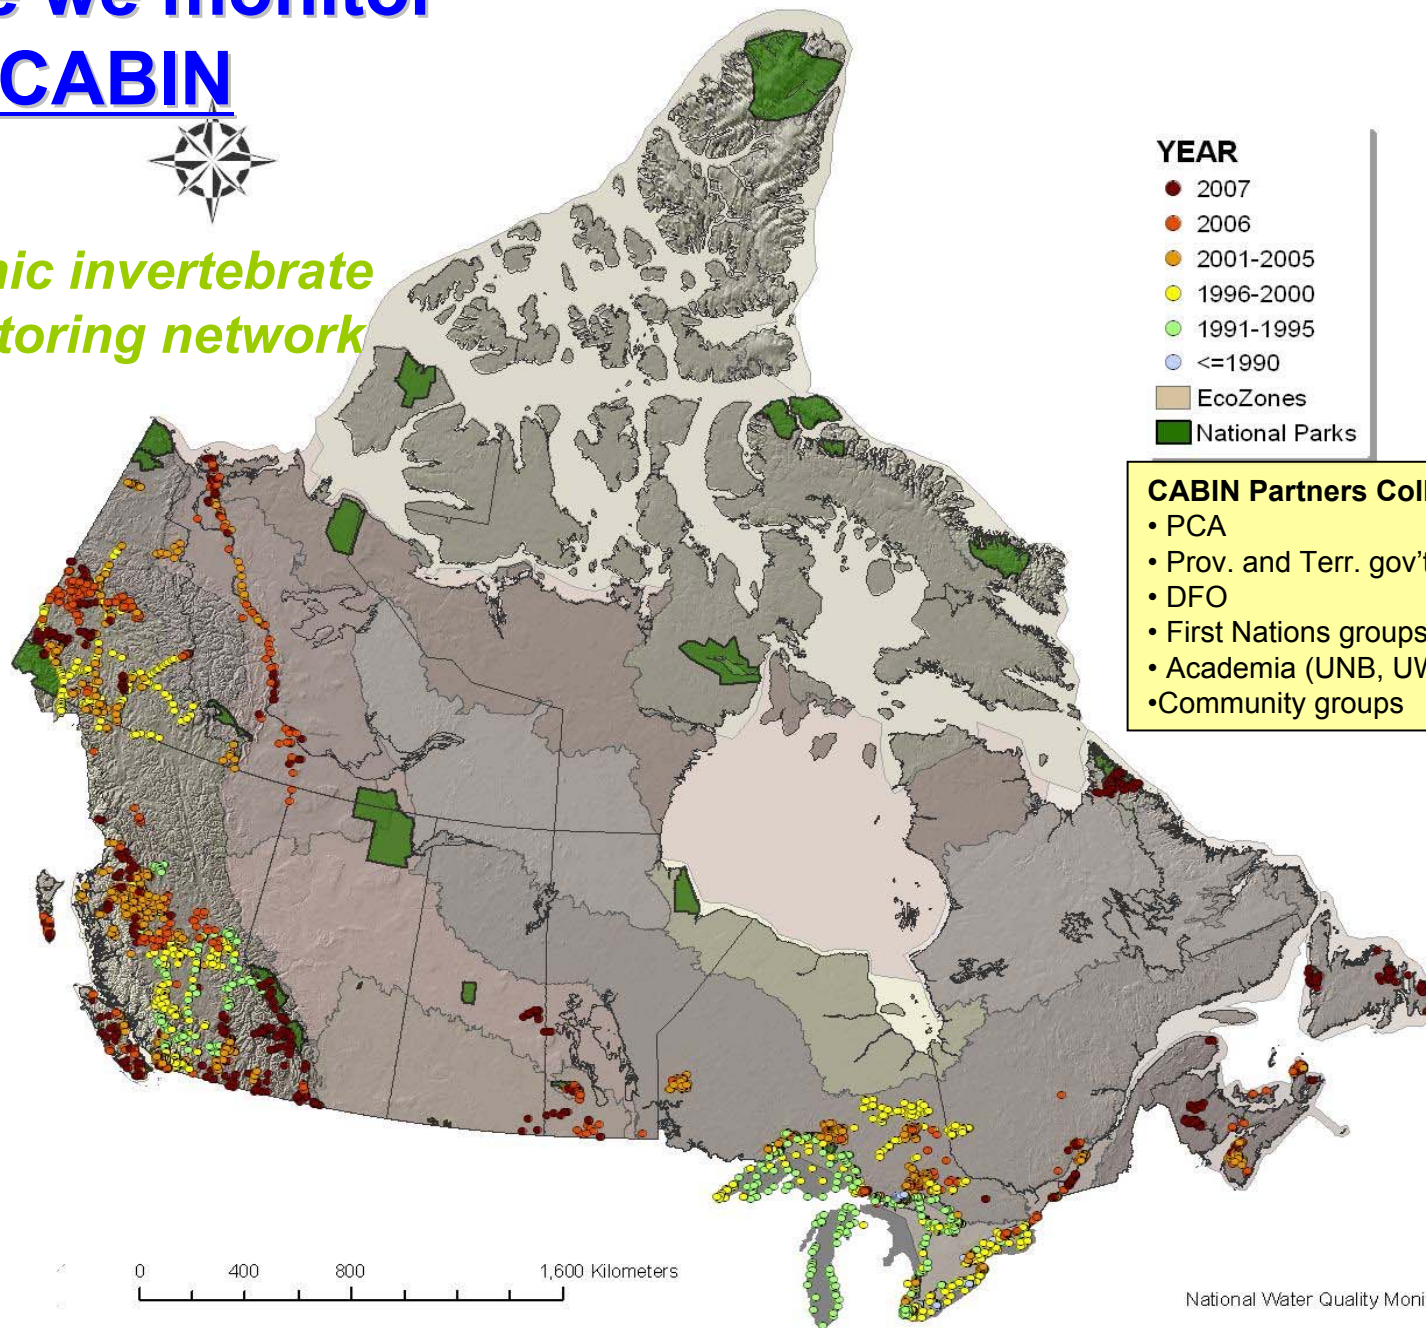 e we monitor
CABIN
nic invertebrate
toring network
YEAR
2007
2006
2001-2005
1996-2000
1991-1995
<=1990
EcoZones
National Parks
CABIN Partners Coll
• PCA
• Prov. and Terr. gov't
• DFO
• First Nations groups
• Academia (UNB, UW
•Community groups
0 400 800 1,600 Kilometers
National Water Quality Moni